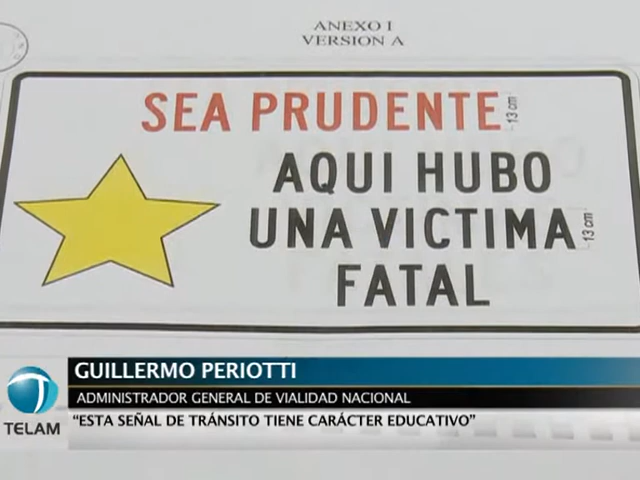 ANEXO I
VERSION A
SEA PRUDENTE
13 cm
AQUI HUBO
UNA VICTIMA
13 cm
FATAL
GUILLERMO PERIOTTI
ADMINISTRADOR GENERAL DE VIALIDAD NACIONAL
"ESTA SEÑAL DE TRÁNSITO TIENE CARÁCTER EDUCATIVO"
TELAM